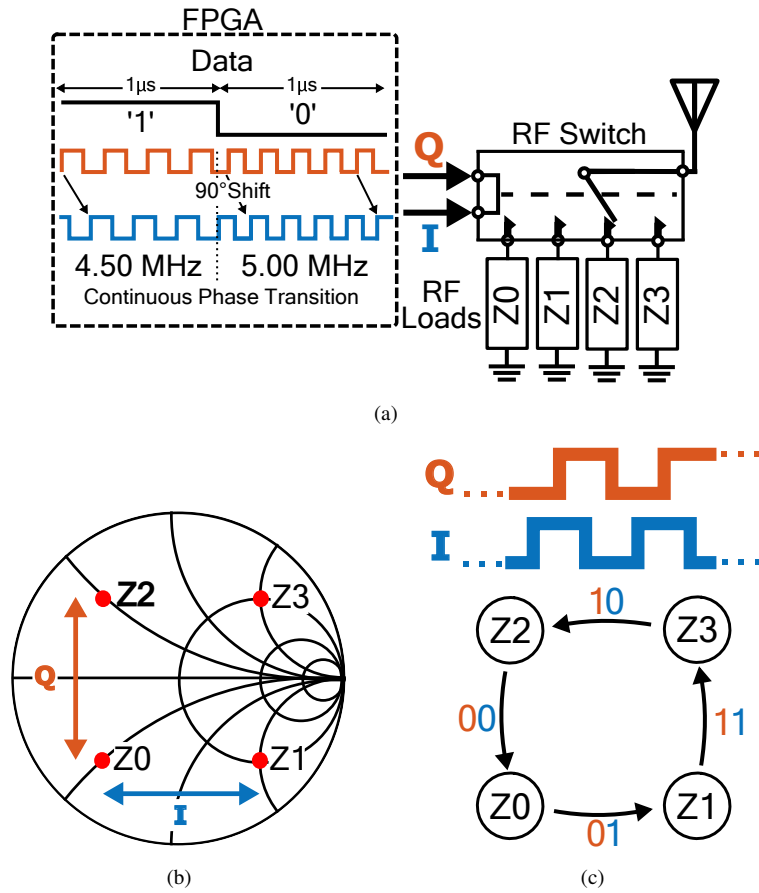 FPGA
Data
1μs 1μs
'1' '0'
90°Shift
4.50 MHz 5.00 MHz
Continuous Phase Transition
Q
I
RF Switch
RF
Loads
Z0 Z1 Z2 Z3
(a)
Z2 Z3
Q
Z0 Z1
I
(b)
Q
I
10
Z2 Z3
00 11
Z0 Z1
01
(c)